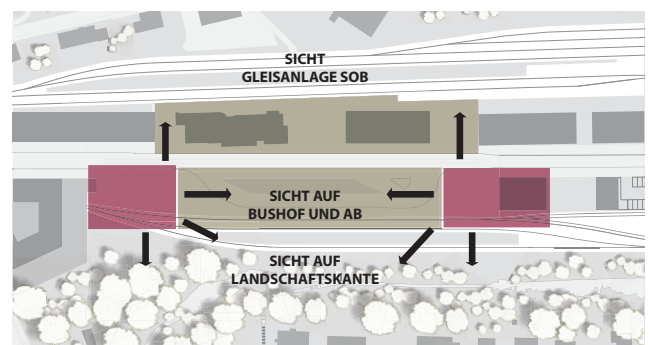 SICHT
GLEISANLAGE SOB
SICHT AUF
BUSHOF UND AB
SICHT AUF
LANDSCHAFTSKANTE